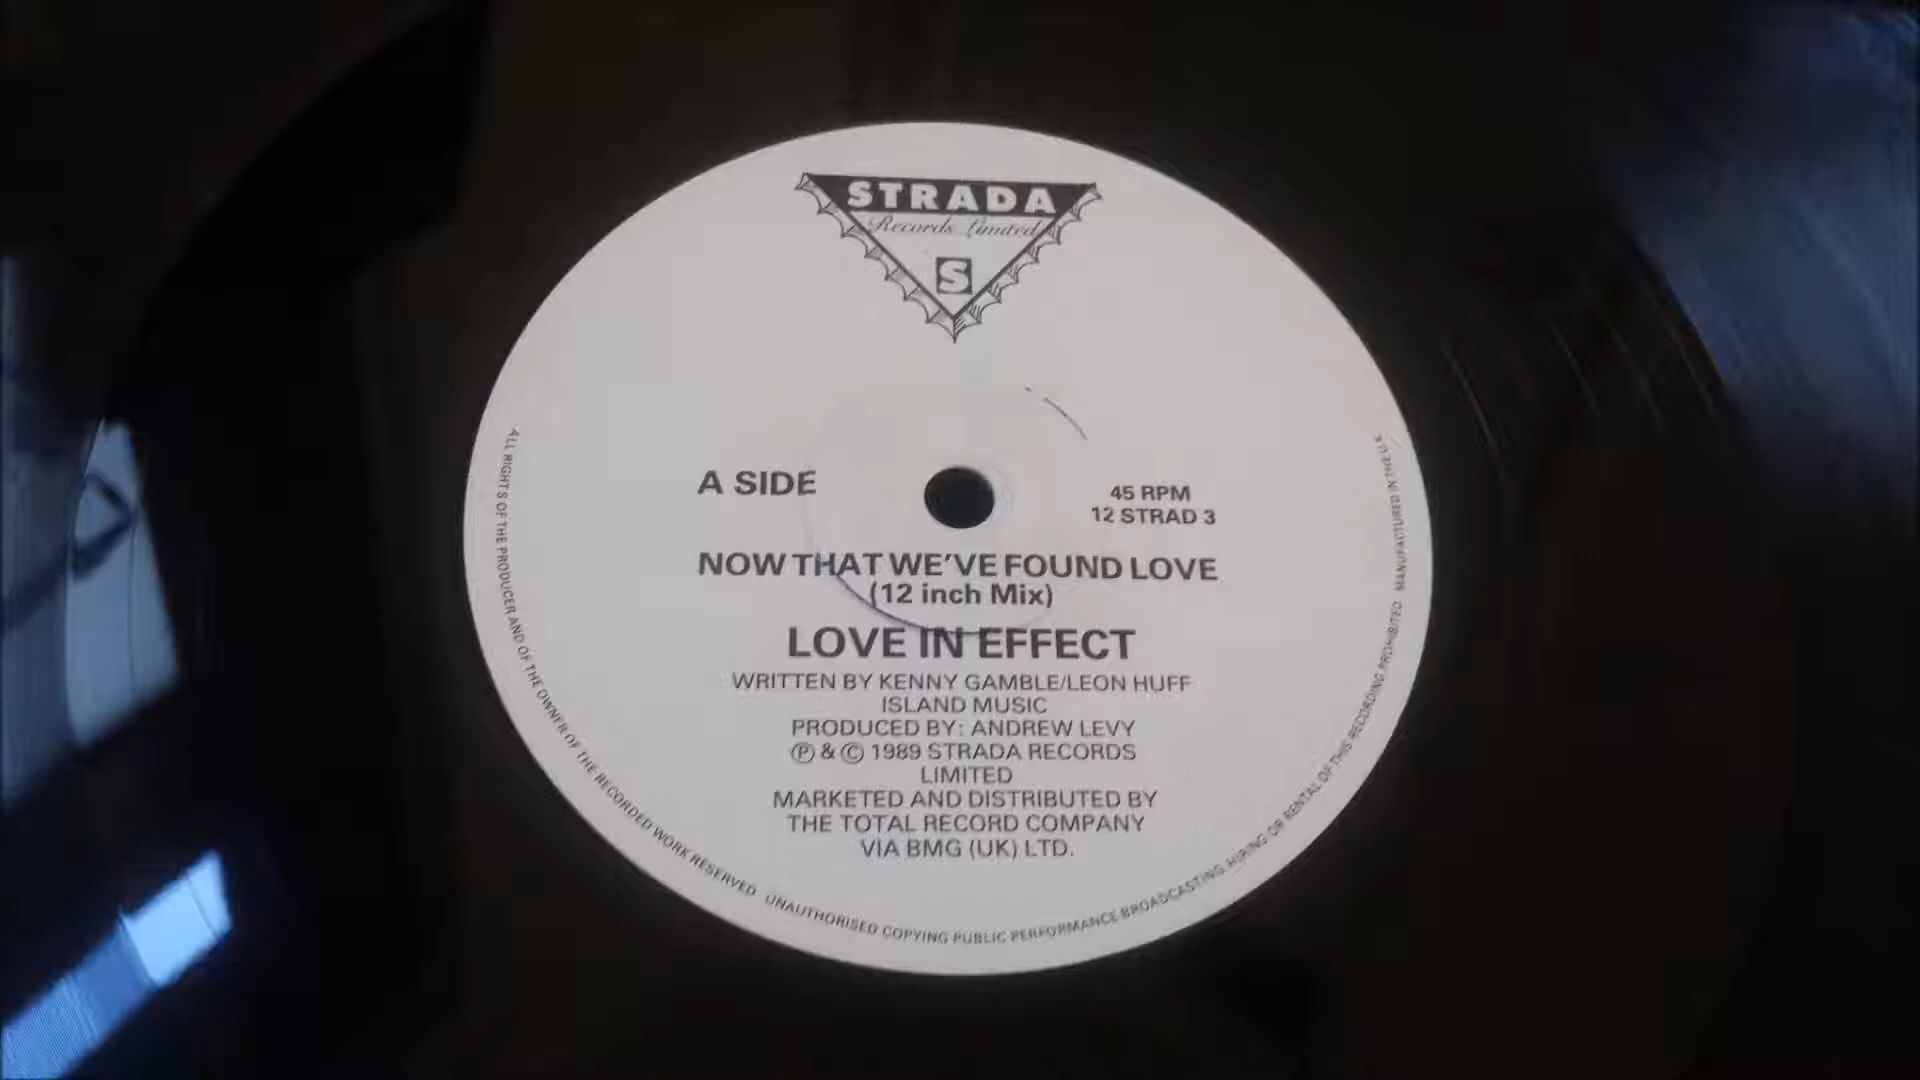 STRADA
Records Limited
S
A SIDE
45 RPM
12 STRAD 3
NOW THAT WE'VE FOUND LOVE
(12 inch Mix)
LOVE IN EFFECT
WRITTEN BY KENNY GAMBLE/LEON HUFF
ISLAND MUSIC
PRODUCED BY: ANDREW LEVY
Ⓟ & © 1989 STRADA RECORDS
LIMITED
MARKETED AND DISTRIBUTED BY
THE TOTAL RECORD COMPANY
VIA BMG (UK) LTD.
ALL RIGHTS OF THE PRODUCER AND OF THE OWNER OF THE RECORDED WORK RESERVED UNAUTHORISED COPYING PUBLIC PERFORMANCE BROADCASTING HIRING OR RENTAL OF THIS RECORDING PROHIBITED MANUFACTURED IN THE U.K.